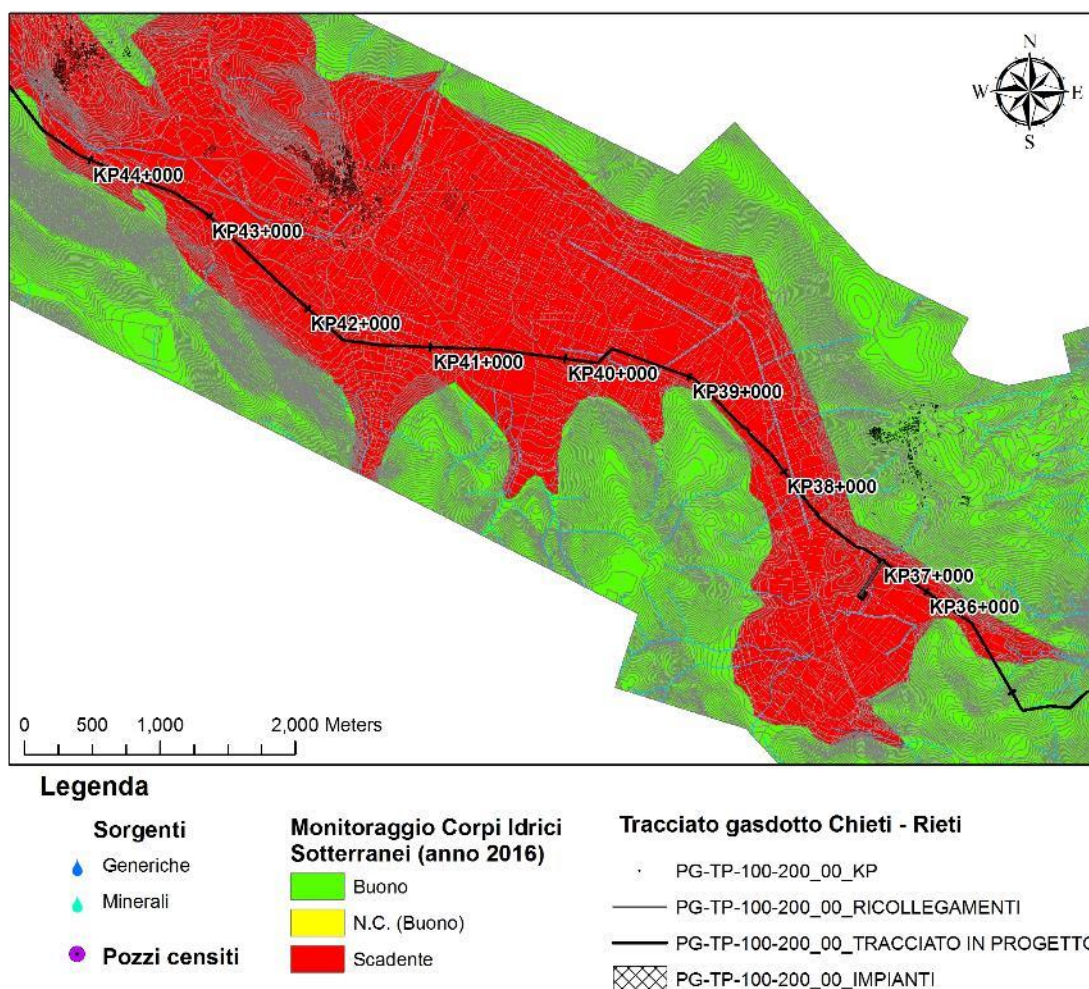 N
W E
S
KP44+000
KP43+000
KP42+000
KP41+000
KP40+000
KP39+000
KP38+000
KP37+000
KP36+000
0 500 1,000 2,000 Meters
Legenda
Sorgenti
Generiche
Minerali
Pozzi censiti
Monitoraggio Corpi Idrici
Sotterranei (anno 2016)
Buono
N.C. (Buono)
Scadente
Tracciato gasdotto Chieti - Rieti
PG-TP-100-200_00_KP
PG-TP-100-200_00_RICOLLEGAMENTI
PG-TP-100-200_00_TRACCIATO IN PROGETTO
PG-TP-100-200_00_IMPIANTI